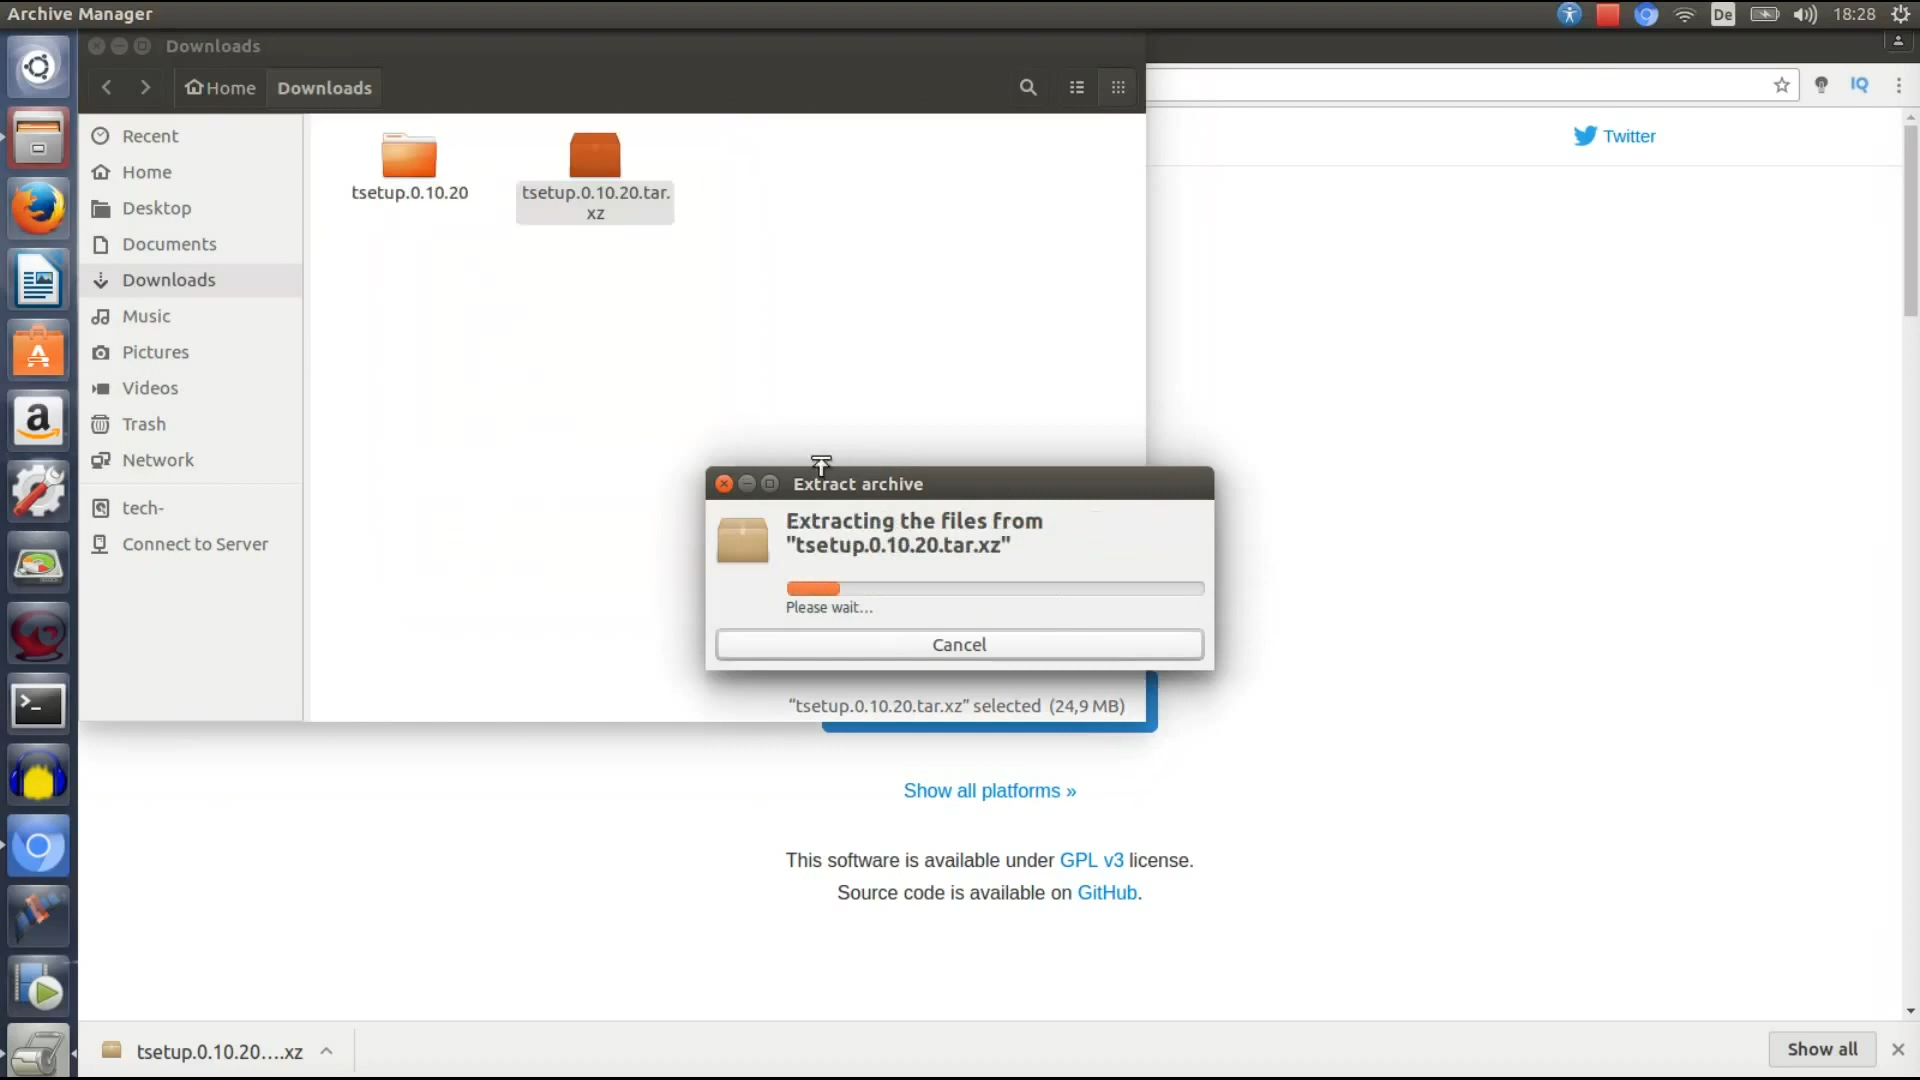 Archive Manager
De
18:28
Downloads
Home
Downloads
IQ
Recent
Home
Desktop
Documents
Downloads
Music
Pictures
Videos
Trash
Network
tech-
Connect to Server
tsetup.0.10.20
tsetup.0.10.20.tar.
xz
Twitter
Extract archive
Extracting the files from
"tsetup.0.10.20.tar.xz"
Please wait...
Cancel
“tsetup.0.10.20.tar.xz” selected (24,9 MB)
Show all platforms »
This software is available under GPL v3 license.
Source code is available on GitHub.
tsetup.0.10.20....xz
Show all